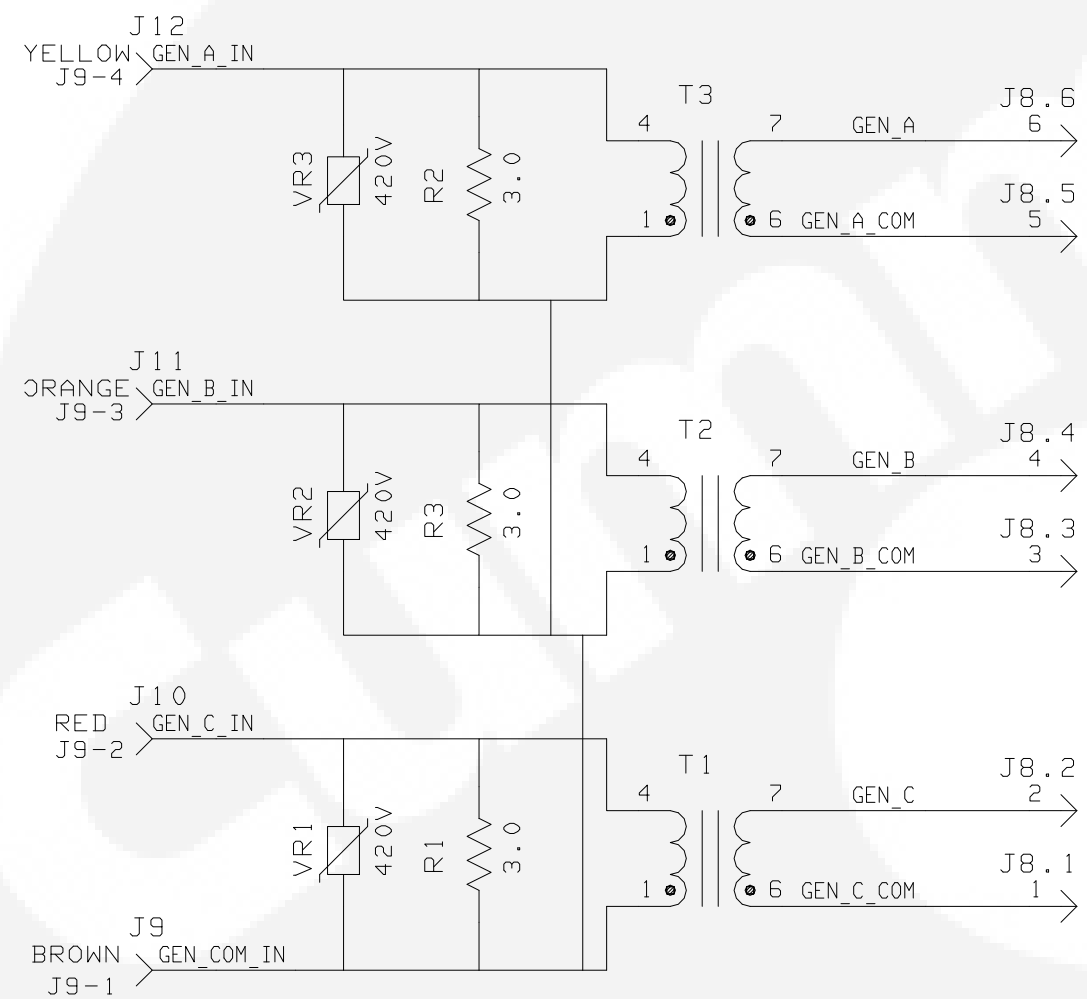 J12
YELLOW GEN_A_IN
J9-4
VR3
420V
R2
3.0
T3
4
1
7 GEN_A
6 GEN_A_COM
J8.6
6
J8.5
5
J11
ORANGE GEN_B_IN
J9-3
VR2
420V
R3
3.0
T2
4
1
7 GEN_B
6 GEN_B_COM
J8.4
4
J8.3
3
J10
RED GEN_C_IN
J9-2
VR1
420V
R1
3.0
T1
4
1
7 GEN_C
6 GEN_C_COM
J8.2
2
J8.1
1
J9
BROWN GEN_COM_IN
J9-1